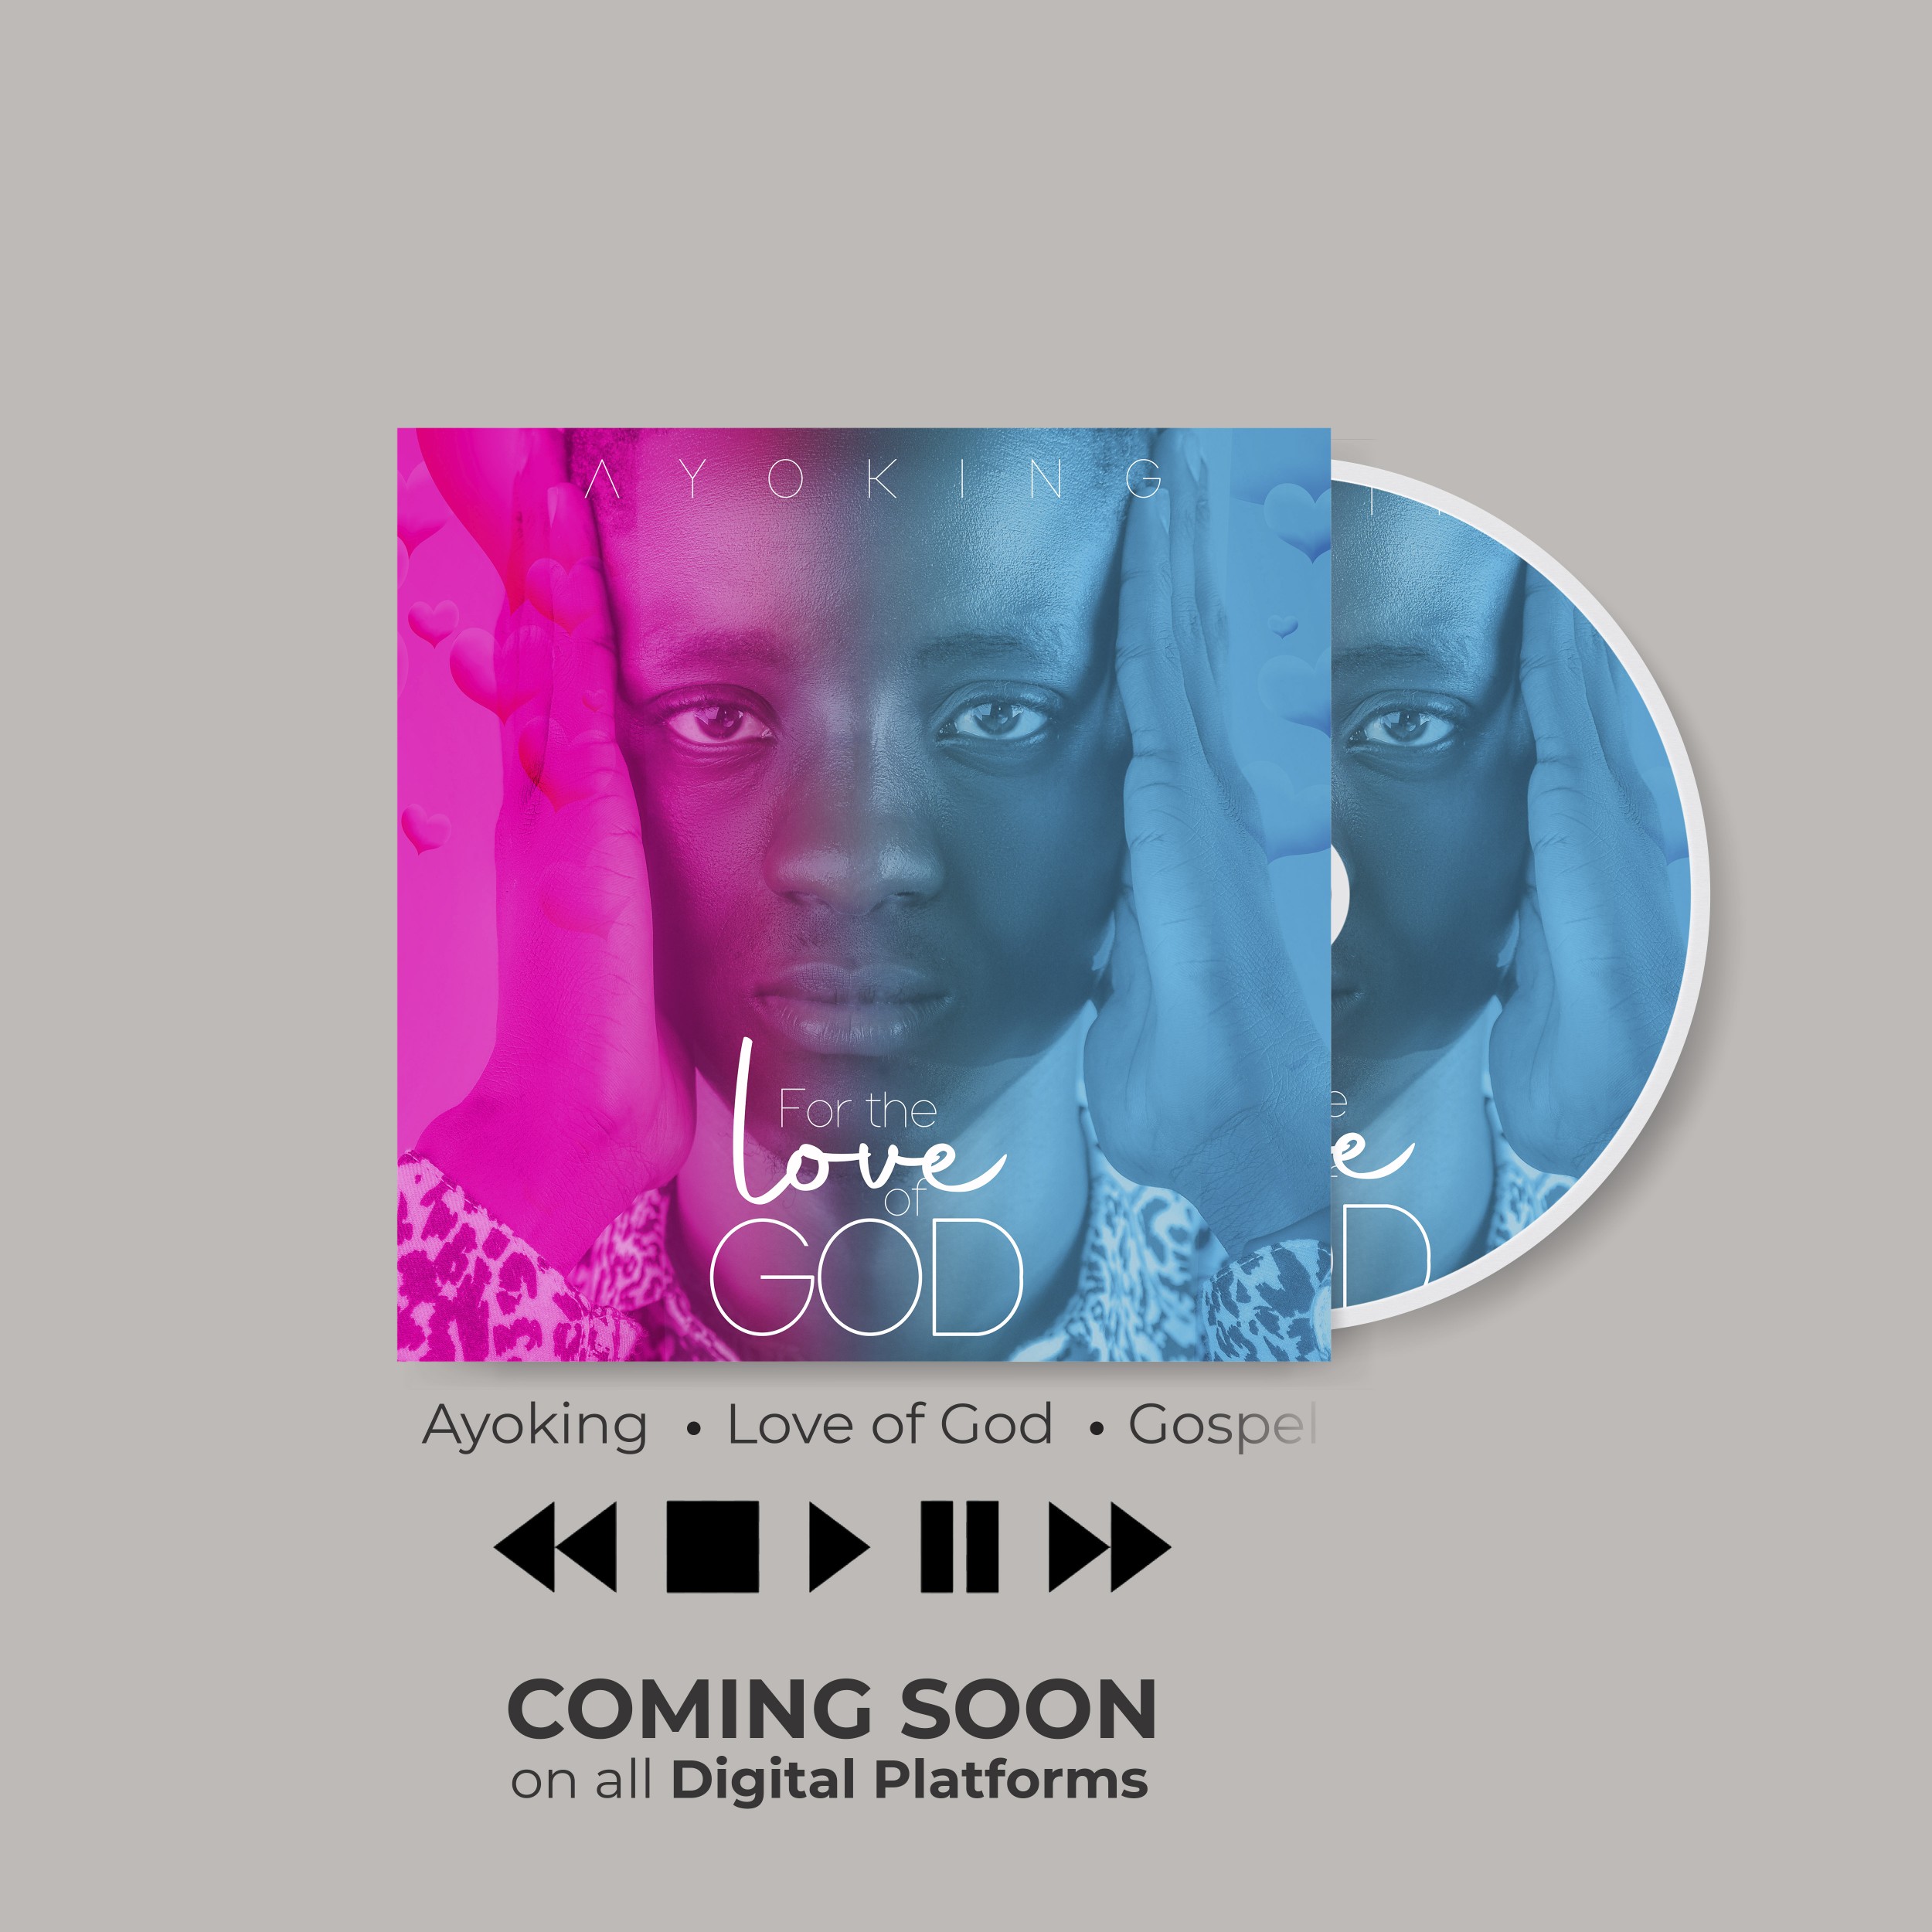 AYOKING
For the
Love
of
GOD
e
e
D
Ayoking • Love of God • Gospel
COMING SOON
on all Digital Platforms